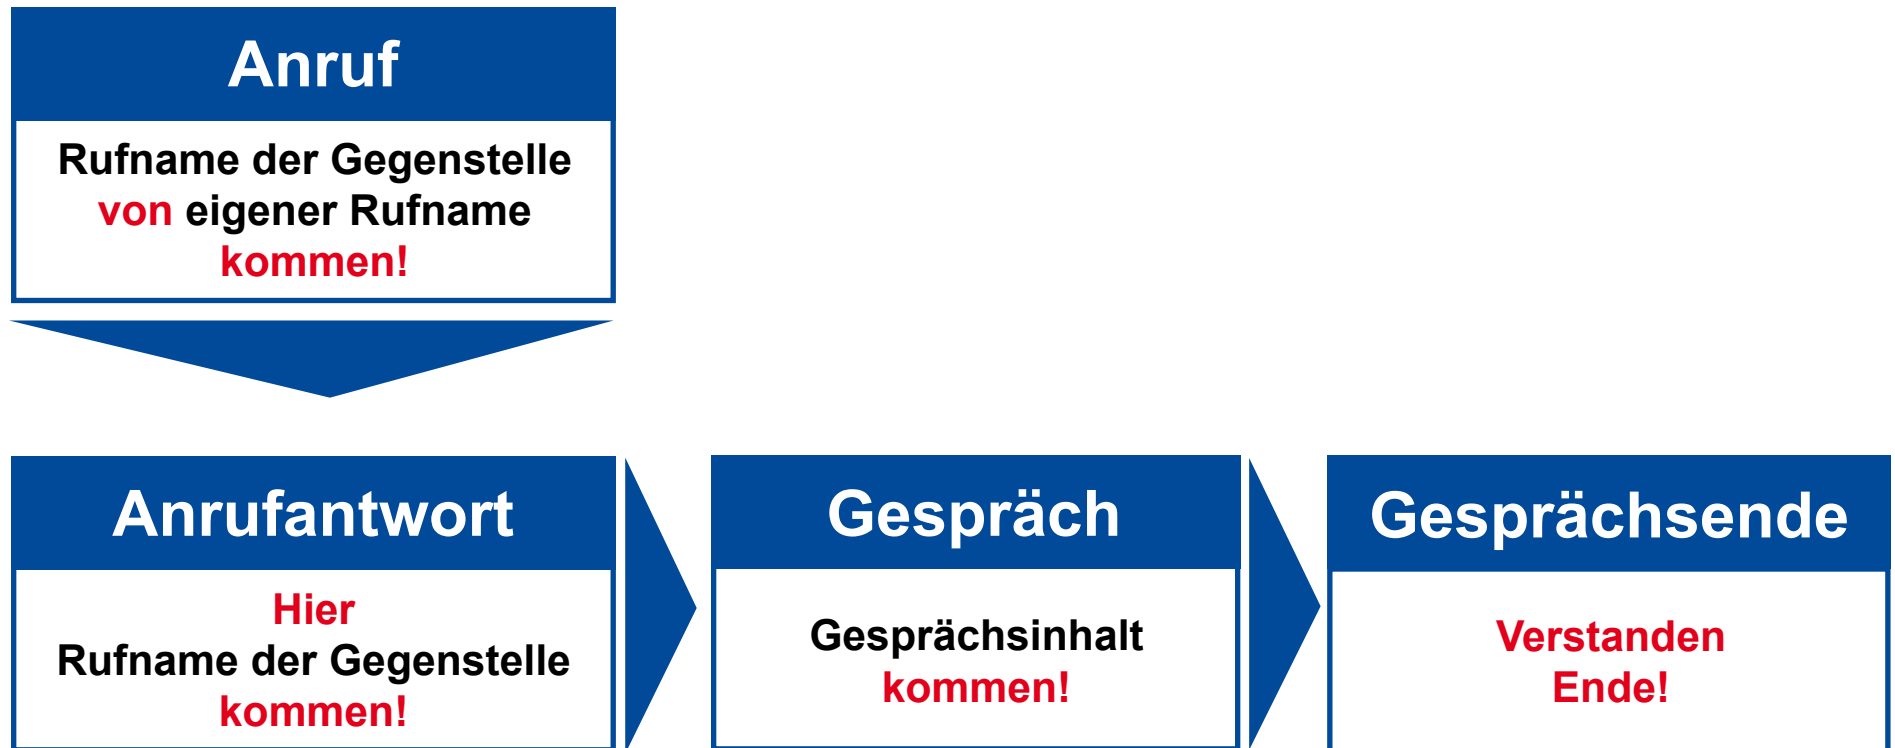 Anruf
Rufname der Gegenstelle
von eigener Rufname
kommen!
Anrufantwort
Hier
Rufname der Gegenstelle
kommen!
Gespräch
Gesprächsinhalt
kommen!
Gesprächsende
Verstanden
Ende!